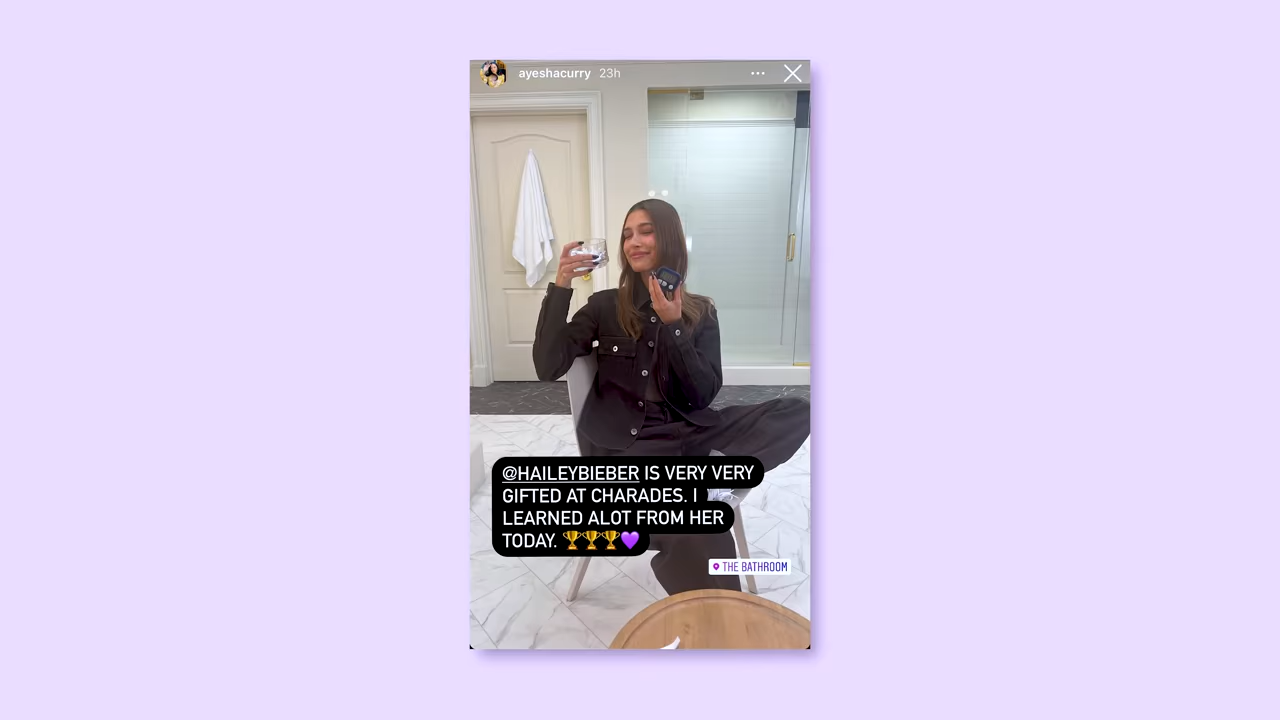 ayeshacurry 23h
@HAILEYBIEBER IS VERY VERY
GIFTED AT CHARADES. I
LEARNED ALOT FROM HER
TODAY. 🏆🏆🏆💜
THE BATHROOM